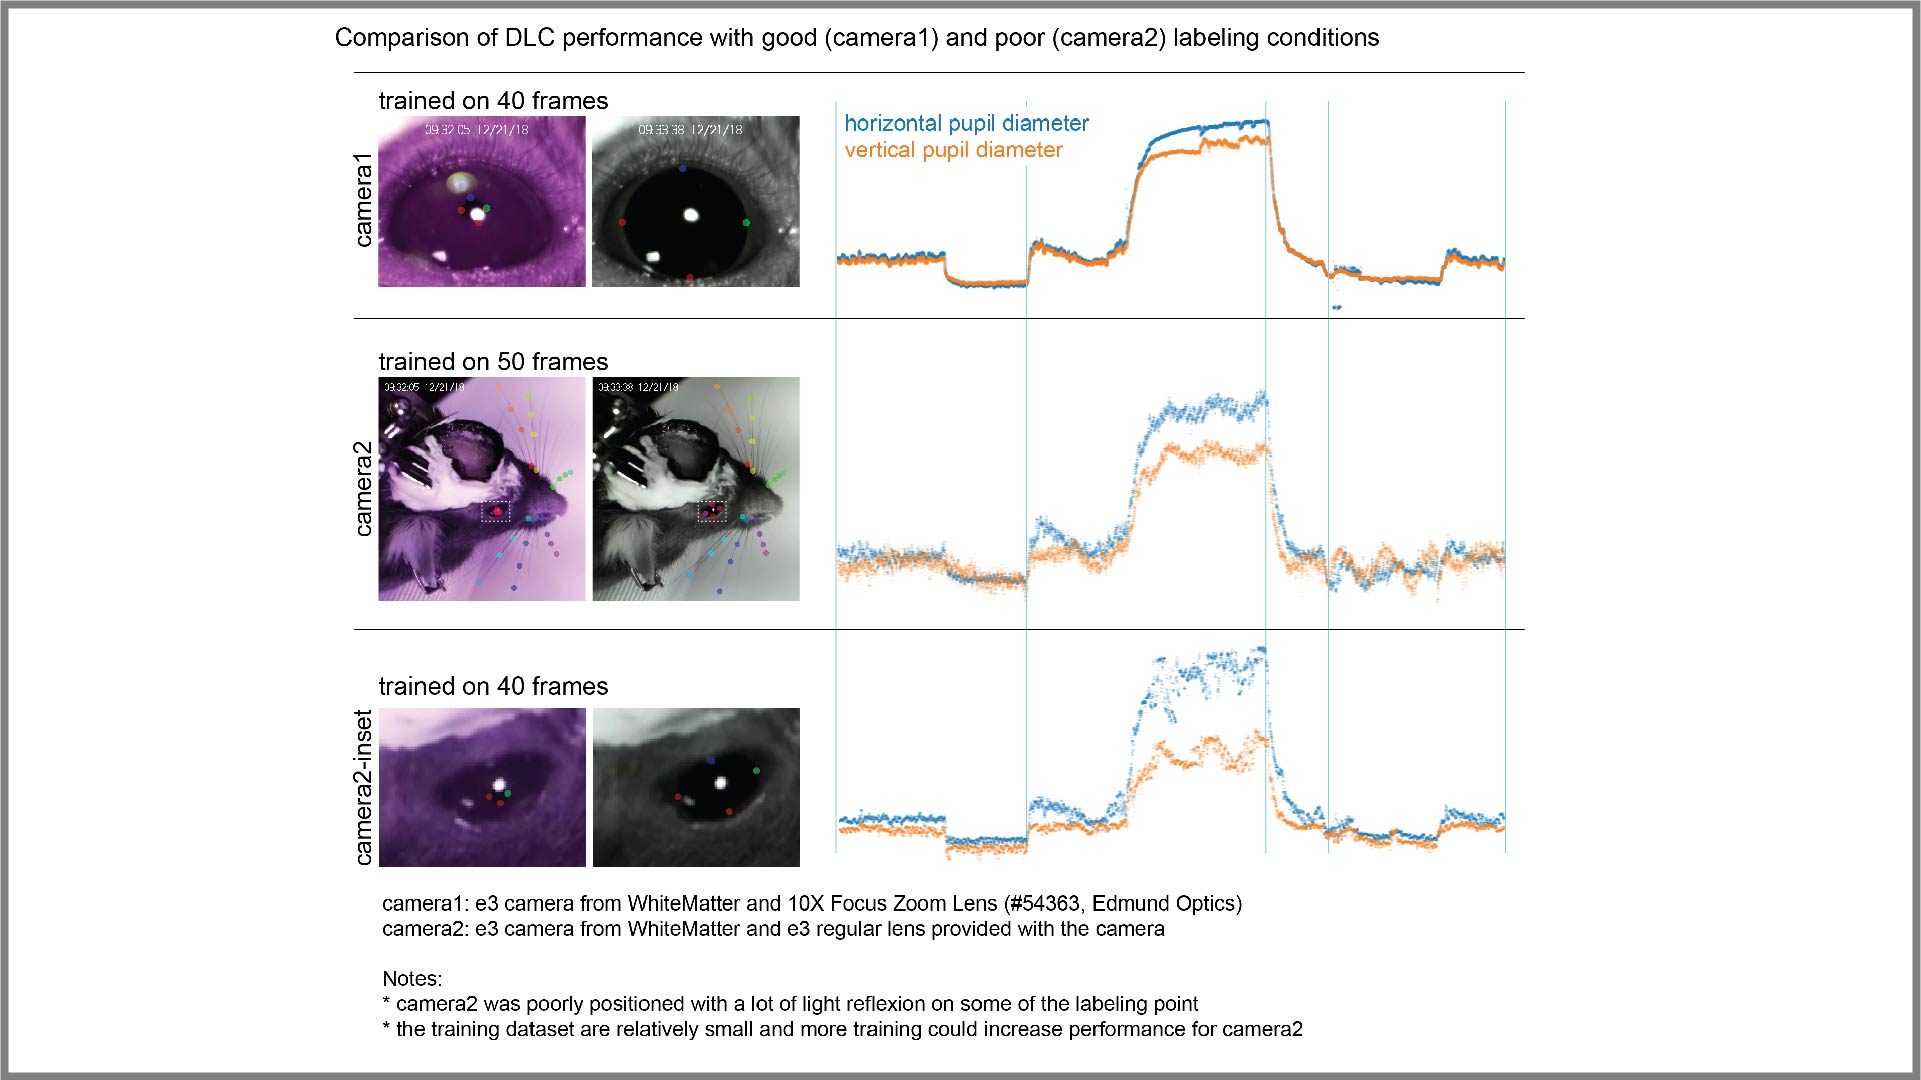 Comparison of DLC performance with good (camera1) and poor (camera2) labeling conditions
trained on 40 frames
camera1
09:32:05 12/21/18
09:33:38 12/21/18
horizontal pupil diameter
vertical pupil diameter
trained on 50 frames
camera2
09:32:05 12/21/18
09:33:38 12/21/18
trained on 40 frames
camera2-inset
camera1: e3 camera from WhiteMatter and 10X Focus Zoom Lens (#54363, Edmund Optics)
camera2: e3 camera from WhiteMatter and e3 regular lens provided with the camera
Notes:
* camera2 was poorly positioned with a lot of light reflexion on some of the labeling point
* the training dataset are relatively small and more training could increase performance for camera2